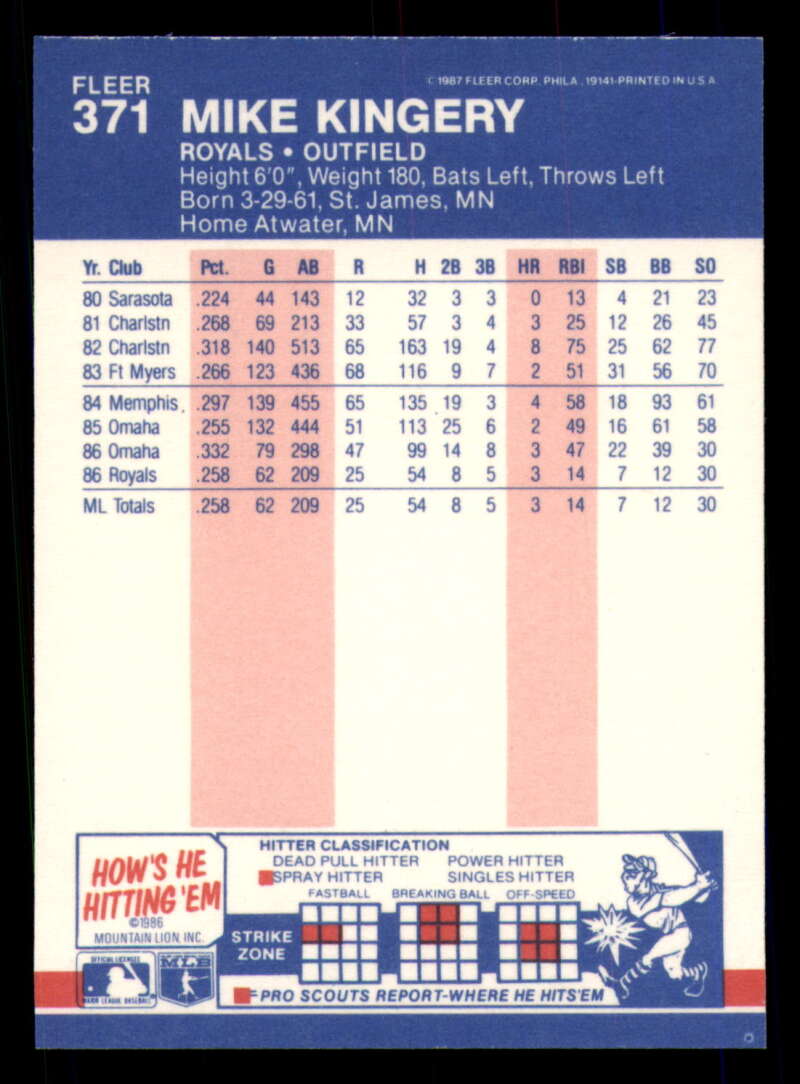 FLEER © 1987 FLEER CORP. PHILA., 19141-PRINTED IN U.S.A.
371 MIKE KINGERY
ROYALS • OUTFIELD
Height 6'0", Weight 180, Bats Left, Throws Left
Born 3-29-61, St. James, MN
Home Atwater, MN
Yr. Club Pct. G AB R H 2B 3B HR RBI SB BB SO
80 Sarasota .224 44 143 12 32 3 3 0 13 4 21 23
81 Charlstn .268 69 213 33 57 3 4 3 25 12 26 45
82 Charlstn .318 140 513 65 163 19 4 8 75 25 62 77
83 Ft Myers .266 123 436 68 116 9 7 2 51 31 56 70
84 Memphis .297 139 455 65 135 19 3 4 58 18 93 61
85 Omaha .255 132 444 51 113 25 6 2 49 16 61 58
86 Omaha .332 79 298 47 99 14 8 3 47 22 39 30
86 Royals .258 62 209 25 54 8 5 3 14 7 12 30
ML Totals .258 62 209 25 54 8 5 3 14 7 12 30
HOW'S HE
HITTING 'EM
©1986
MOUNTAIN LION, INC.
OFFICIAL LICENSEE
MAJOR LEAGUE BASEBALL
MLB
HITTER CLASSIFICATION
DEAD PULL HITTER POWER HITTER
SPRAY HITTER SINGLES HITTER
FASTBALL BREAKING BALL OFF-SPEED
STRIKE
ZONE
=PRO SCOUTS REPORT-WHERE HE HITS'EM